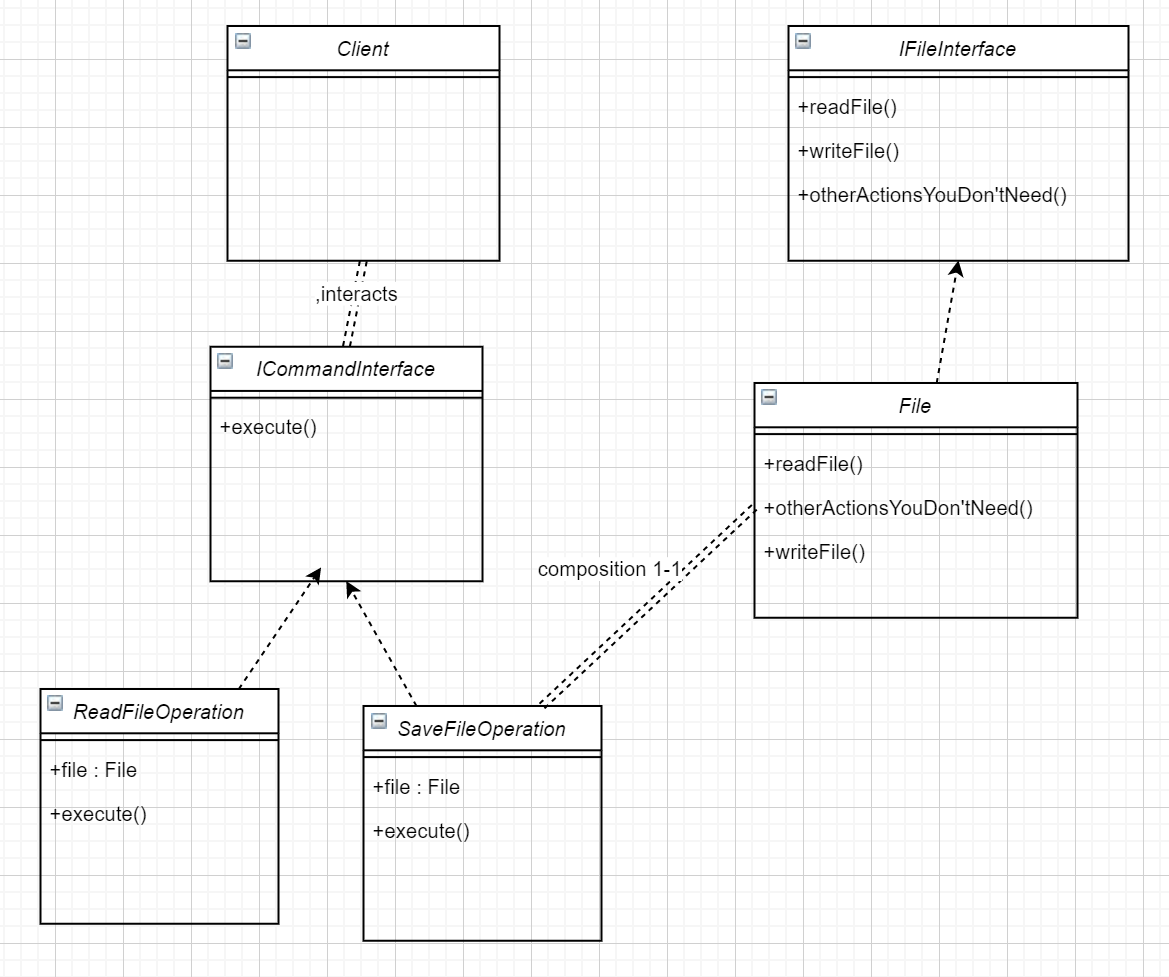 Client
IFileInterface
+readFile()
+writeFile()
+otherActionsYouDon'tNeed()
,interacts
ICommandInterface
+execute()
File
+readFile()
+otherActionsYouDon'tNeed()
+writeFile()
composition 1-1
ReadFileOperation
+file : File
+execute()
SaveFileOperation
+file : File
+execute()